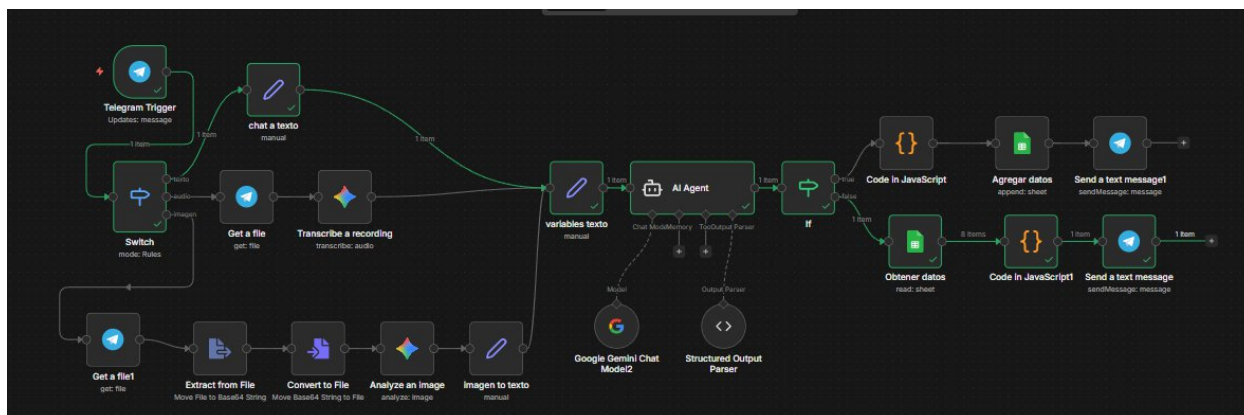 Telegram Trigger
Updates: message
1 item
1 item
chat a texto
manual
texto
audio
imagen
Switch
mode: Rules
Get a file
get: file
Transcribe a recording
transcribe: audio
1 item
variables texto
manual
1 item
AI Agent
Chat Model
Memory
Tool
Output Parser
1 item
If
true
false
1 item
Code in JavaScript
Agregar datos
append: sheet
Send a text message1
sendMessage: message
Obtener datos
read: sheet
8 items
Code in JavaScript1
1 item
Send a text message
sendMessage: message
1 item
Model
Google Gemini Chat
Model2
Output Parser
Structured Output
Parser
Get a file1
get: file
Extract from File
Move File to Base64 String
Convert to File
Move Base64 String to File
Analyze an image
analyze: image
imagen to texto
manual